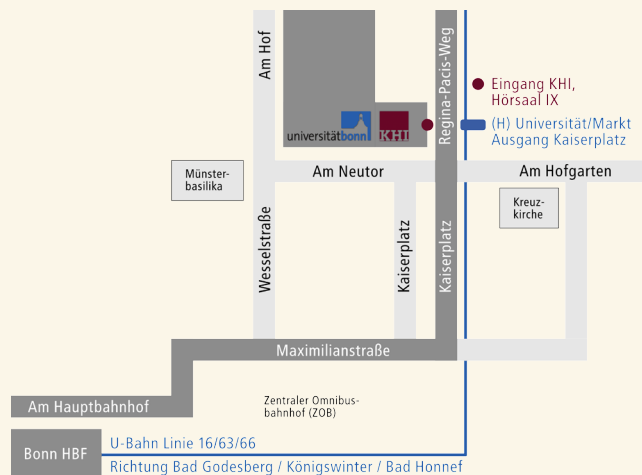 Am Hof
Regina-Pacis-Weg
Eingang KHI,
Hörsaal IX
universitätbonn
KHI
(H) Universität/Markt
Ausgang Kaiserplatz
Münster-
basilika
Am Neutor
Am Hofgarten
Kreuz-
kirche
Wesselstraße
Kaiserplatz
Kaiserplatz
Maximilianstraße
Am Hauptbahnhof
Zentraler Omnibus-
bahnhof (ZOB)
Bonn HBF
U-Bahn Linie 16/63/66
Richtung Bad Godesberg / Königswinter / Bad Honnef